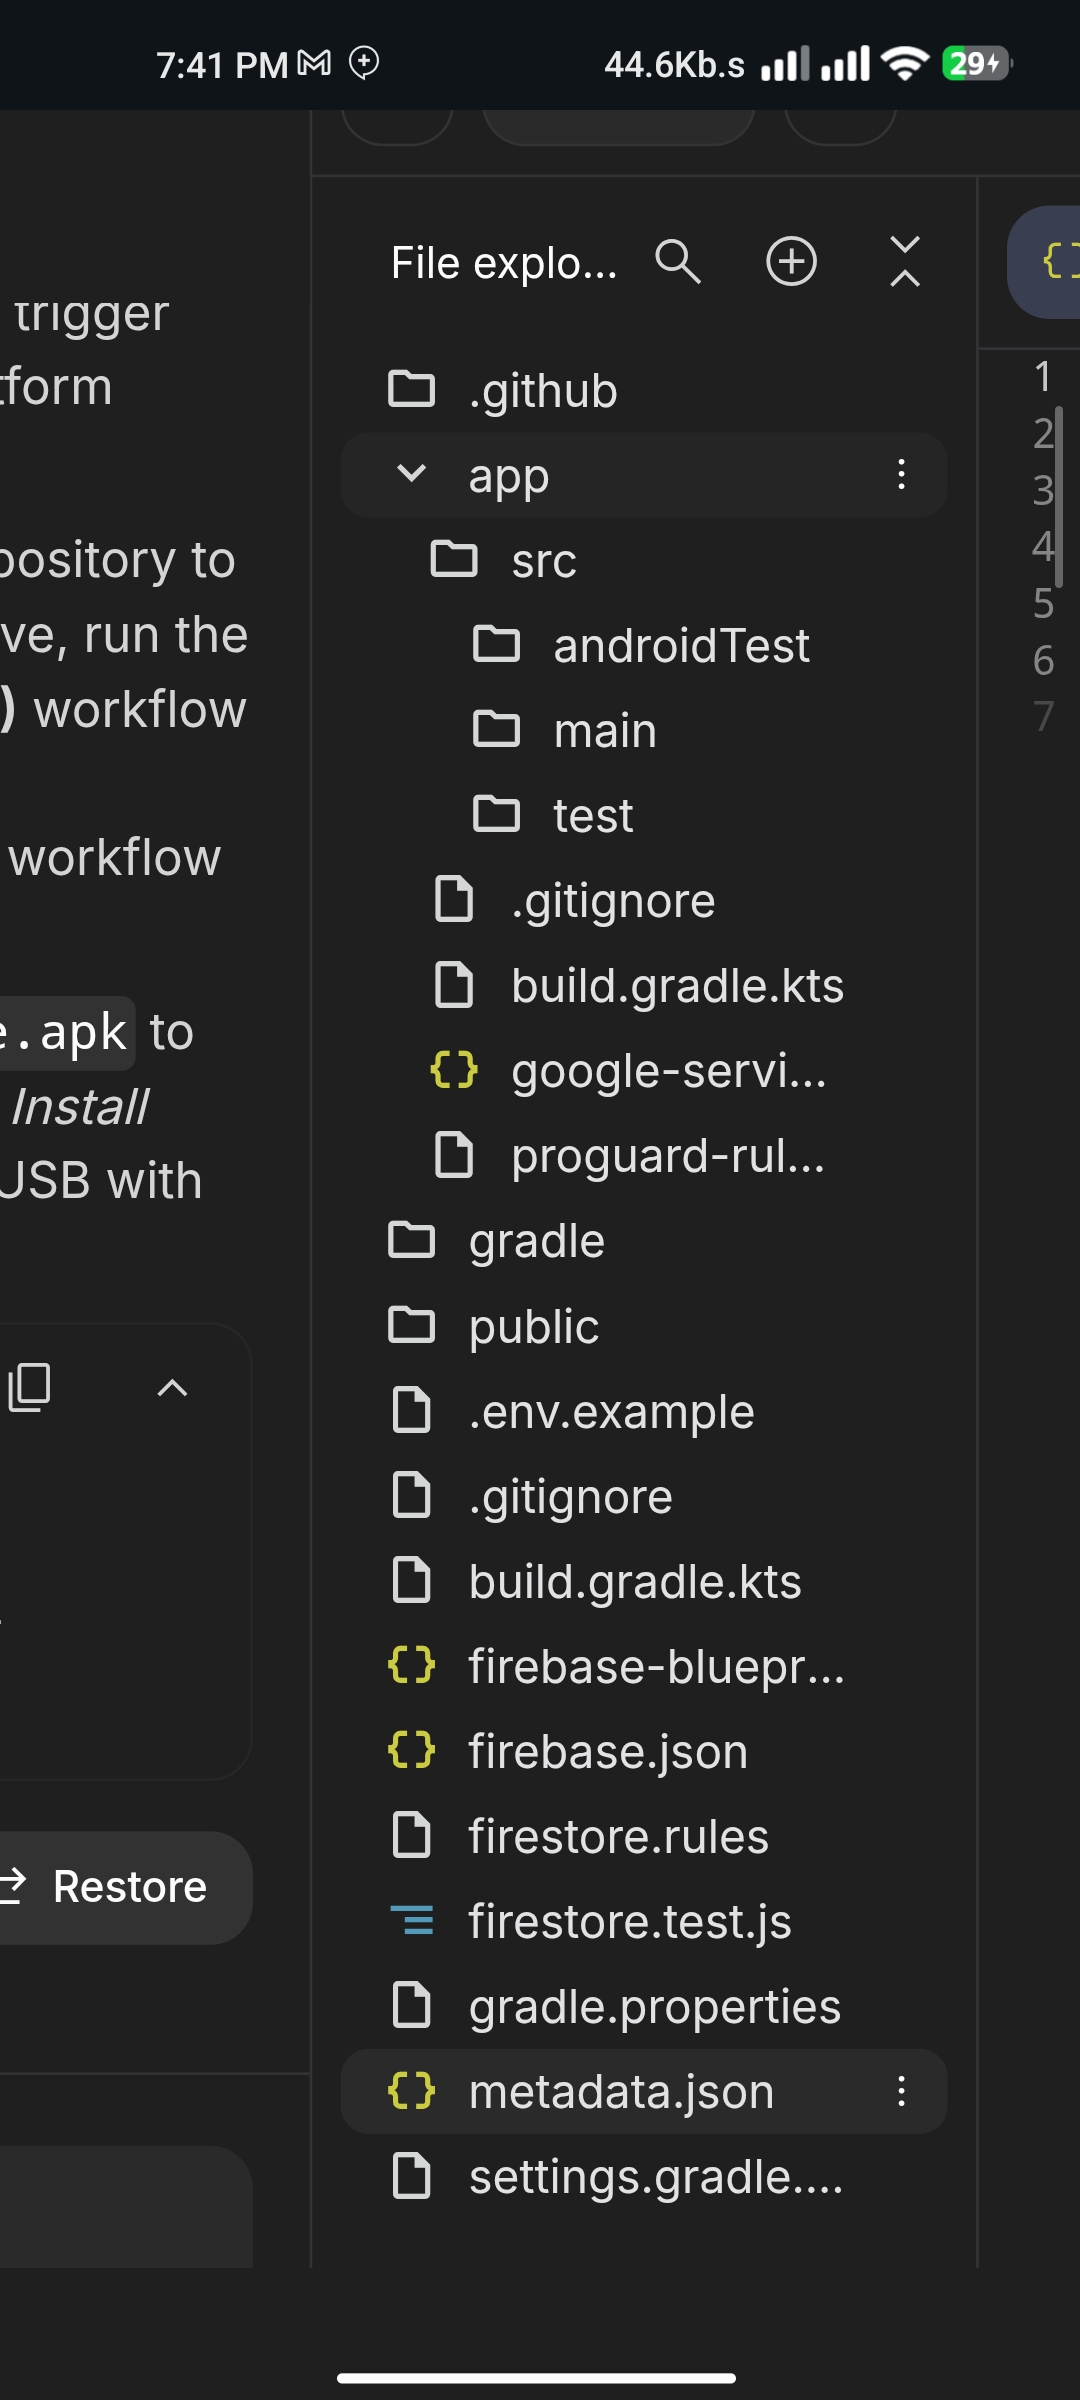 7:41 PM
44.6Kb.s
29
trigger
tform
pository to
ve, run the
) workflow
workflow
e.apk to
Install
USB with
Restore
File explo...
.github
app
src
androidTest
main
test
.gitignore
build.gradle.kts
{} google-servi...
proguard-rul...
gradle
public
.env.example
.gitignore
build.gradle.kts
{} firebase-bluepr...
{} firebase.json
firestore.rules
firestore.test.js
gradle.properties
{} metadata.json
settings.gradle....
{}
1
2
3
4
5
6
7